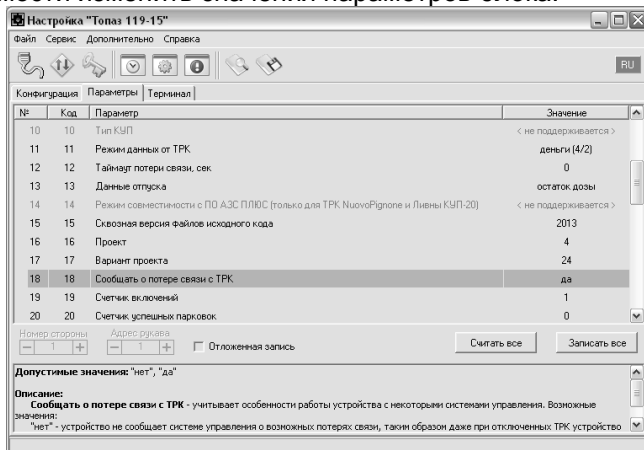 мости изменить значения параметров блока.
Настройка "Топаз 119-15"
Файл Сервис Дополнительно Справка
RU
Конфигурация Параметры Терминал
№ Код Параметр Значение
10 10 Тип КУП < не поддерживается >
11 11 Режим данных от ТРК деньги (4/2)
12 12 Таймаут потери связи, сек 0
13 13 Данные отпуска остаток дозы
14 14 Режим совместимости с ПО АЗС ПЛЮС (только для ТРК NuovoPignone и Ливны КУП-20) < не поддерживается >
15 15 Сквозная версия файлов исходного кода 2013
16 16 Проект 4
17 17 Вариант проекта 24
18 18 Сообщать о потере связи с ТРК да
19 19 Счетчик включений 1
20 20 Счетчик успешных парковок 0
Номер стороны Адрес рукава
1 1 Отложенная запись Считать все Записать все
Допустимые значения: "нет", "да"
Описание:
Сообщать о потере связи с ТРК - учитывает особенности работы устройства с некоторыми системами управления. Возможные
значения:
"нет" - устройство не сообщает системе управления о возможных потерях связи, таким образом даже при отключенных ТРК устройство